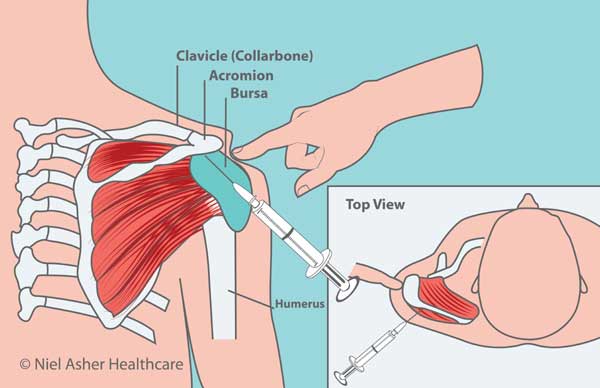 Clavicle (Collarbone)
Acromion
Bursa
Top View
Humerus
© Niel Asher Healthcare